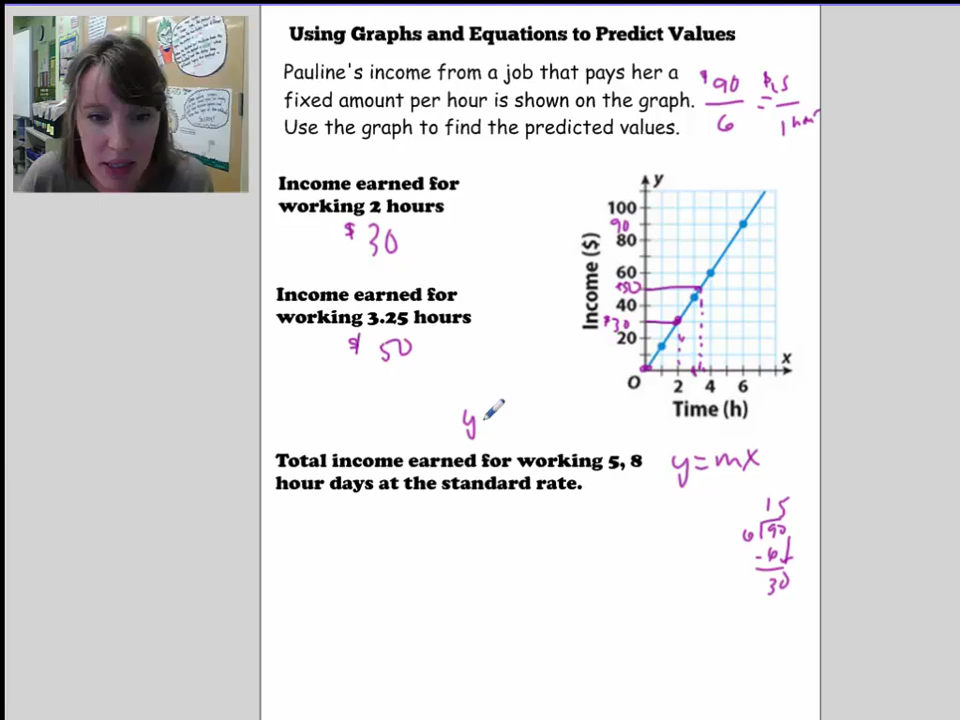 Using Graphs and Equations to Predict Values
Pauline's income from a job that pays her a
fixed amount per hour is shown on the graph.
Use the graph to find the predicted values.
$90
6
=
$15
1 hour
Income earned for
working 2 hours
$30
Income earned for
working 3.25 hours
$50
y
Income ($)
100
90
80
60
$50
40
$30
20
O
2
4
6
x
Time (h)
y
Total income earned for working 5, 8
hour days at the standard rate.
y=mx
15
6 90
-6
30